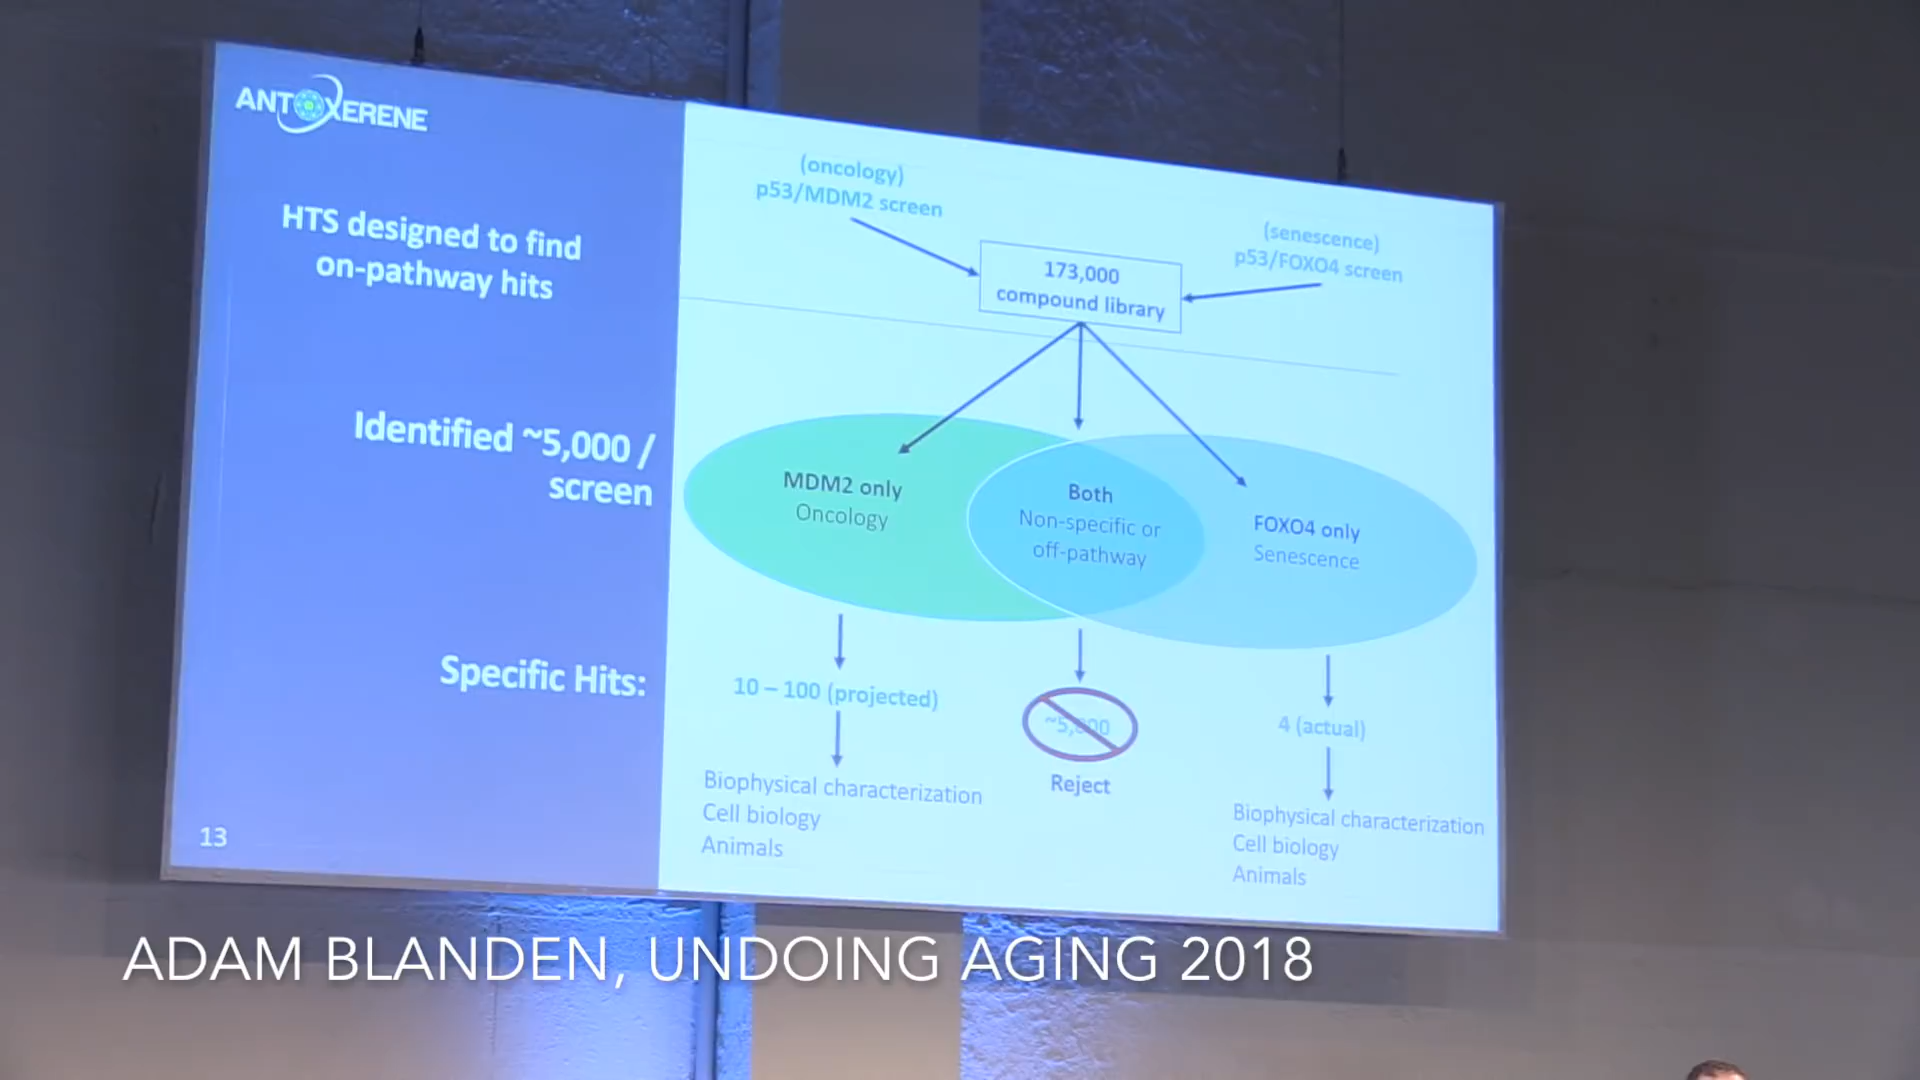 ANTOXERENE
HTS designed to find
on-pathway hits
Identified ~5,000 /
screen
Specific Hits:
13
(oncology)
p53/MDM2 screen
(senescence)
p53/FOXO4 screen
173,000
compound library
MDM2 only
Oncology
Both
Non-specific or
off-pathway
FOXO4 only
Senescence
10 – 100 (projected)
~5,000
4 (actual)
Reject
Biophysical characterization
Cell biology
Animals
Biophysical characterization
Cell biology
Animals
ADAM BLANDEN, UNDOING AGING 2018